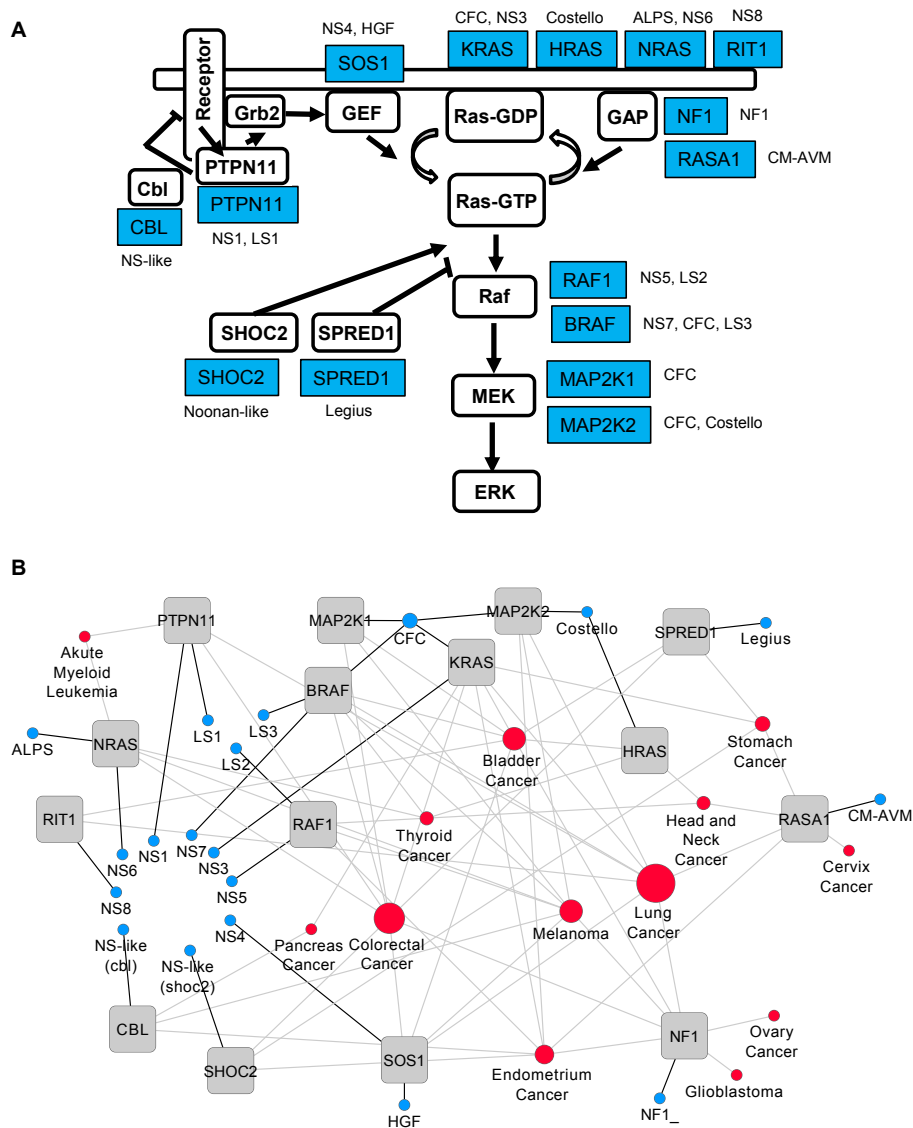 A
NS4, HGF
CFC, NS3
Costello
ALPS, NS6
NS8
SOS1
KRAS
HRAS
NRAS
RIT1
Receptor
Grb2
GEF
Ras-GDP
GAP
NF1
NF1
PTPN11
RASA1
CM-AVM
Cbl
PTPN11
Ras-GTP
CBL
NS1, LS1
NS-like
Raf
RAF1
NS5, LS2
SHOC2
SPRED1
BRAF
NS7, CFC, LS3
SHOC2
SPRED1
MEK
MAP2K1
CFC
Noonan-like
Legius
MAP2K2
CFC, Costello
ERK
B
PTPN11
MAP2K1
CFC
MAP2K2
Costello
SPRED1
Legius
Akute
Myeloid
Leukemia
BRAF
KRAS
ALPS
NRAS
LS1
LS3
LS2
Bladder
Cancer
HRAS
Stomach
Cancer
RIT1
NS6
NS1
NS7
NS3
RAF1
Thyroid
Cancer
Head and
Neck
Cancer
RASA1
CM-AVM
NS8
NS5
Cervix
Cancer
NS-like
(cbl)
NS-like
(shoc2)
NS4
Pancreas
Cancer
Colorectal
Cancer
Melanoma
Lung
Cancer
CBL
SHOC2
SOS1
Endometrium
Cancer
NF1
Ovary
Cancer
Glioblastoma
HGF
NF1_